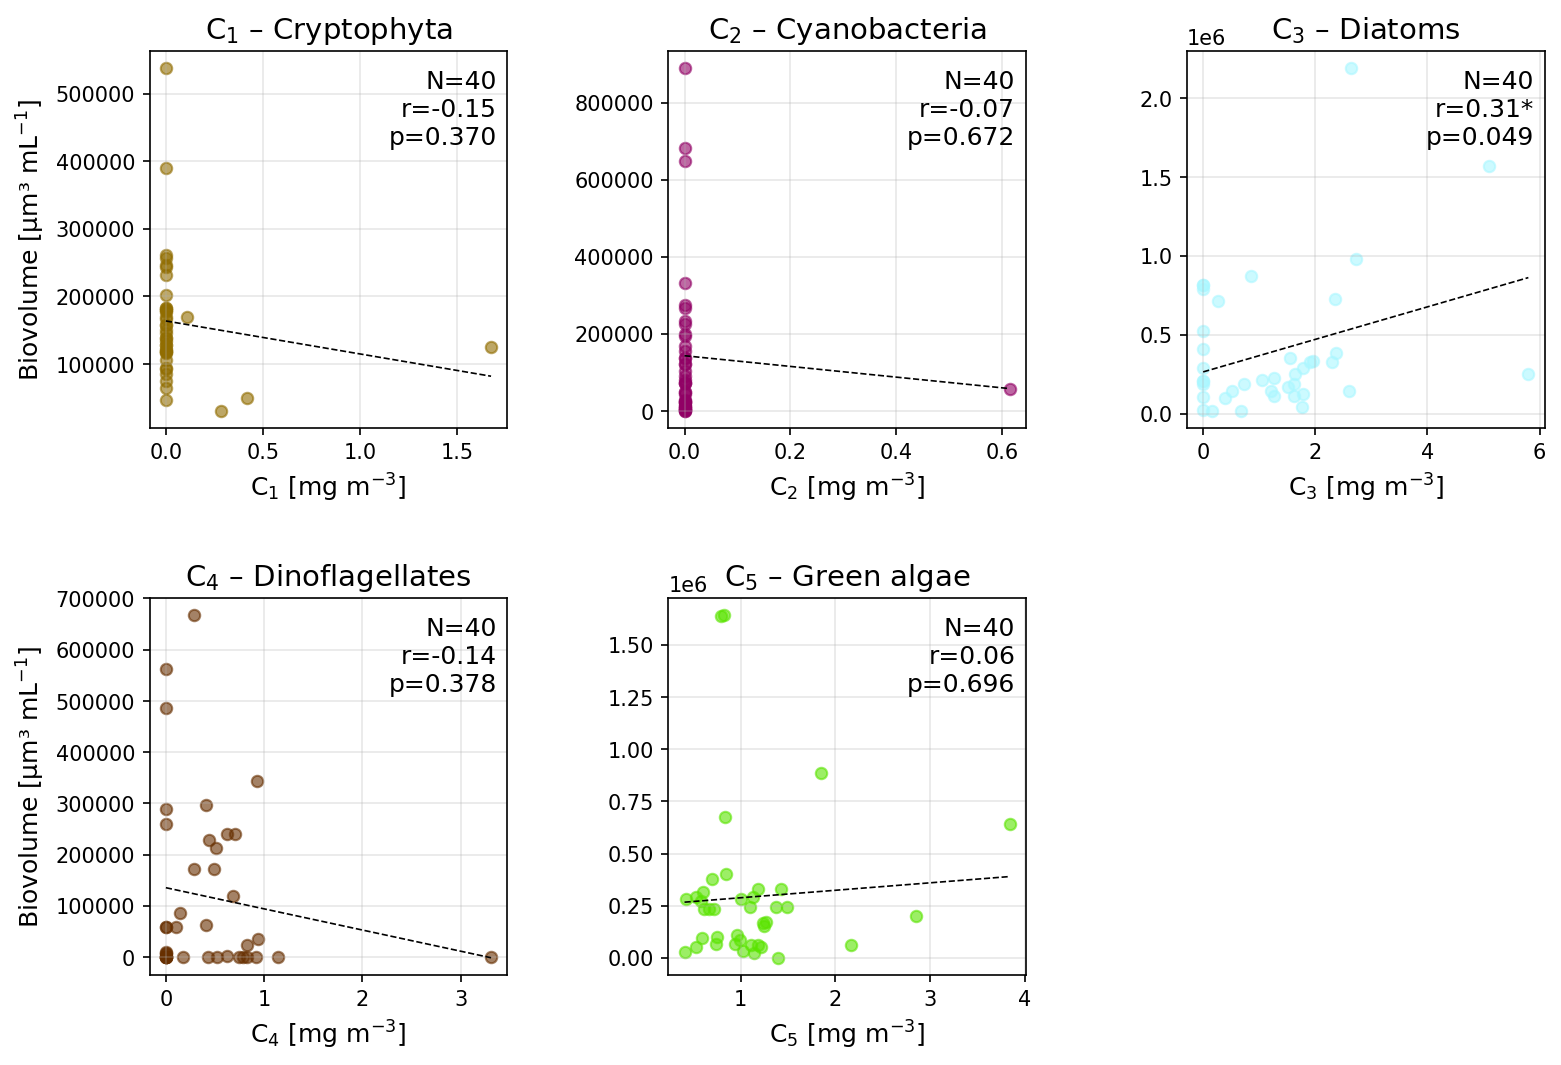 C₁ – Cryptophyta
N=40
r=-0.15
p=0.370
Biovolume [µm³ mL⁻¹]
500000
400000
300000
200000
100000
0.0 0.5 1.0 1.5
C₁ [mg m⁻³]
C₂ – Cyanobacteria
N=40
r=-0.07
p=0.672
800000
600000
400000
200000
0
0.0 0.2 0.4 0.6
C₂ [mg m⁻³]
1e6
C₃ – Diatoms
N=40
r=0.31*
p=0.049
2.0
1.5
1.0
0.5
0.0
0 2 4 6
C₃ [mg m⁻³]
C₄ – Dinoflagellates
N=40
r=-0.14
p=0.378
Biovolume [µm³ mL⁻¹]
700000
600000
500000
400000
300000
200000
100000
0
0 1 2 3
C₄ [mg m⁻³]
1e6
C₅ – Green algae
N=40
r=0.06
p=0.696
1.50
1.25
1.00
0.75
0.50
0.25
0.00
1 2 3 4
C₅ [mg m⁻³]